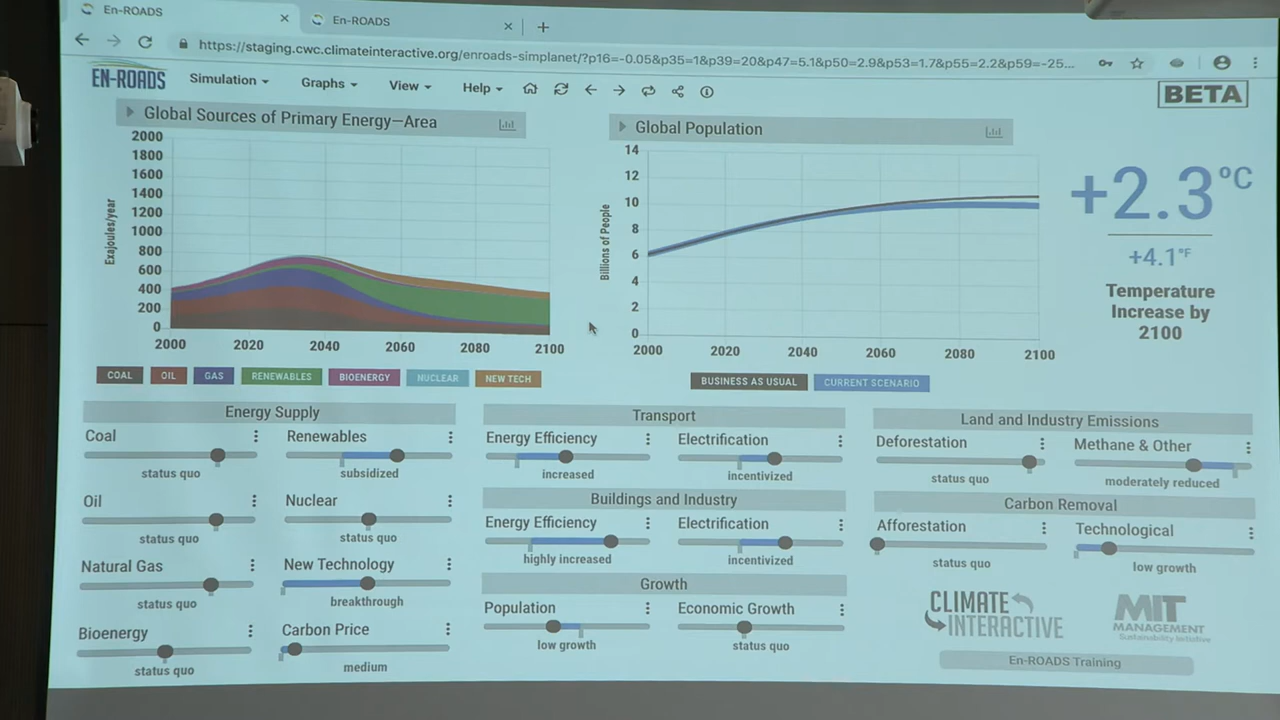 En-ROADS
En-ROADS
https://staging.cwc.climateinteractive.org/enroads-simplanet/?p16=-0.05&p35=1&p39=20&p47=5.1&p50=2.9&p53=1.7&p55=2.2&p59=-25...
EN-ROADS
Simulation
Graphs
View
Help
BETA
Global Sources of Primary Energy—Area
2000
1800
1600
1400
1200
1000
800
600
400
200
0
Exajoules/year
2000 2020 2040 2060 2080 2100
COAL OIL GAS RENEWABLES BIOENERGY NUCLEAR NEW TECH
Global Population
14
12
10
8
6
4
2
0
Billions of People
2000 2020 2040 2060 2080 2100
BUSINESS AS USUAL CURRENT SCENARIO
+2.3°C
+4.1°F
Temperature
Increase by
2100
Energy Supply
Coal
status quo
Renewables
subsidized
Oil
status quo
Nuclear
status quo
Natural Gas
status quo
New Technology
breakthrough
Bioenergy
status quo
Carbon Price
medium
Transport
Energy Efficiency
increased
Electrification
incentivized
Buildings and Industry
Energy Efficiency
highly increased
Electrification
incentivized
Growth
Population
low growth
Economic Growth
status quo
Land and Industry Emissions
Deforestation
status quo
Methane & Other
moderately reduced
Carbon Removal
Afforestation
status quo
Technological
low growth
CLIMATE
INTERACTIVE
MIT
MANAGEMENT
Sustainability Initiative
En-ROADS Training